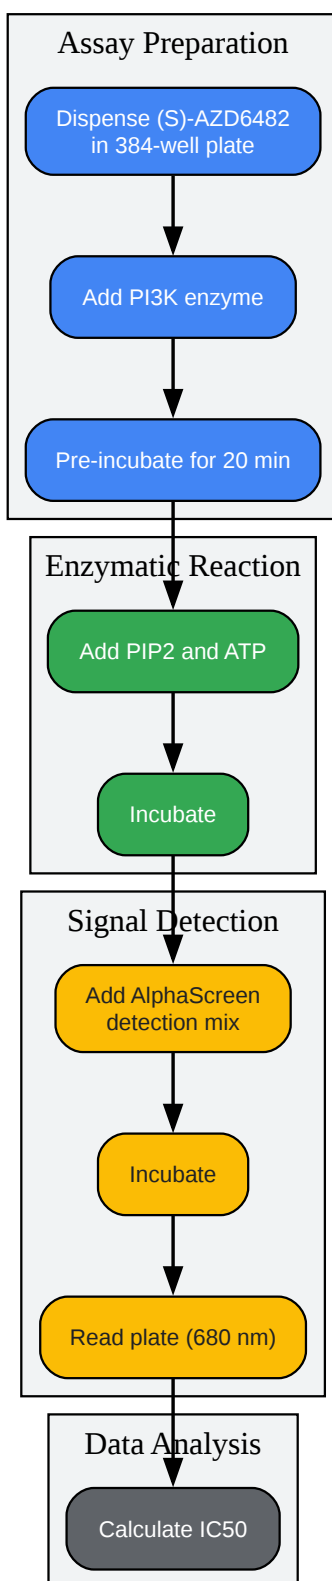 Assay Preparation
Dispense (S)-AZD6482
in 384-well plate
Add PI3K enzyme
Pre-incubate for 20 min
Enzymatic Reaction
Add PIP2 and ATP
Incubate
Signal Detection
Add AlphaScreen
detection mix
Incubate
Read plate (680 nm)
Data Analysis
Calculate IC50